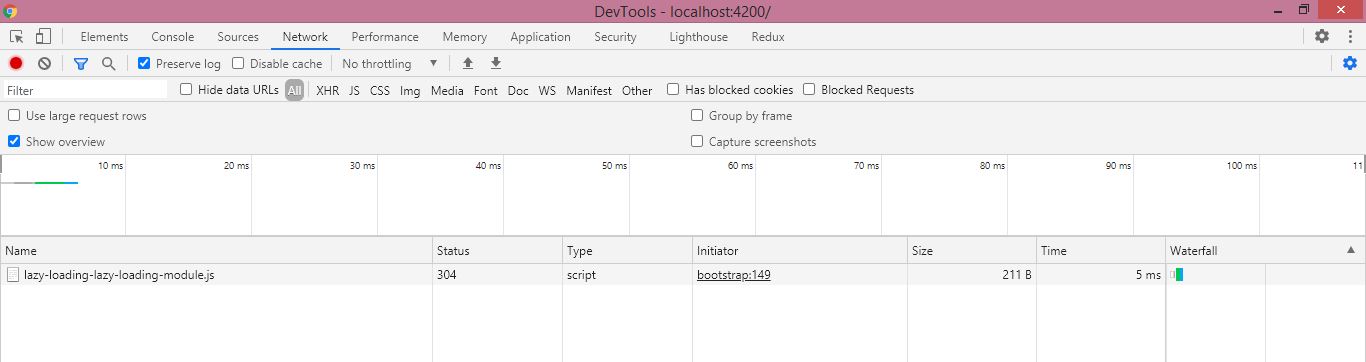 DevTools - localhost:4200/
Elements Console Sources Network Performance Memory Application Security Lighthouse Redux
Preserve log Disable cache No throttling
Filter Hide data URLs All XHR JS CSS Img Media Font Doc WS Manifest Other Has blocked cookies Blocked Requests
Use large request rows Group by frame
Show overview Capture screenshots
10 ms 20 ms 30 ms 40 ms 50 ms 60 ms 70 ms 80 ms 90 ms 100 ms 11
Name Status Type Initiator Size Time Waterfall
lazy-loading-lazy-loading-module.js 304 script bootstrap:149 211 B 5 ms